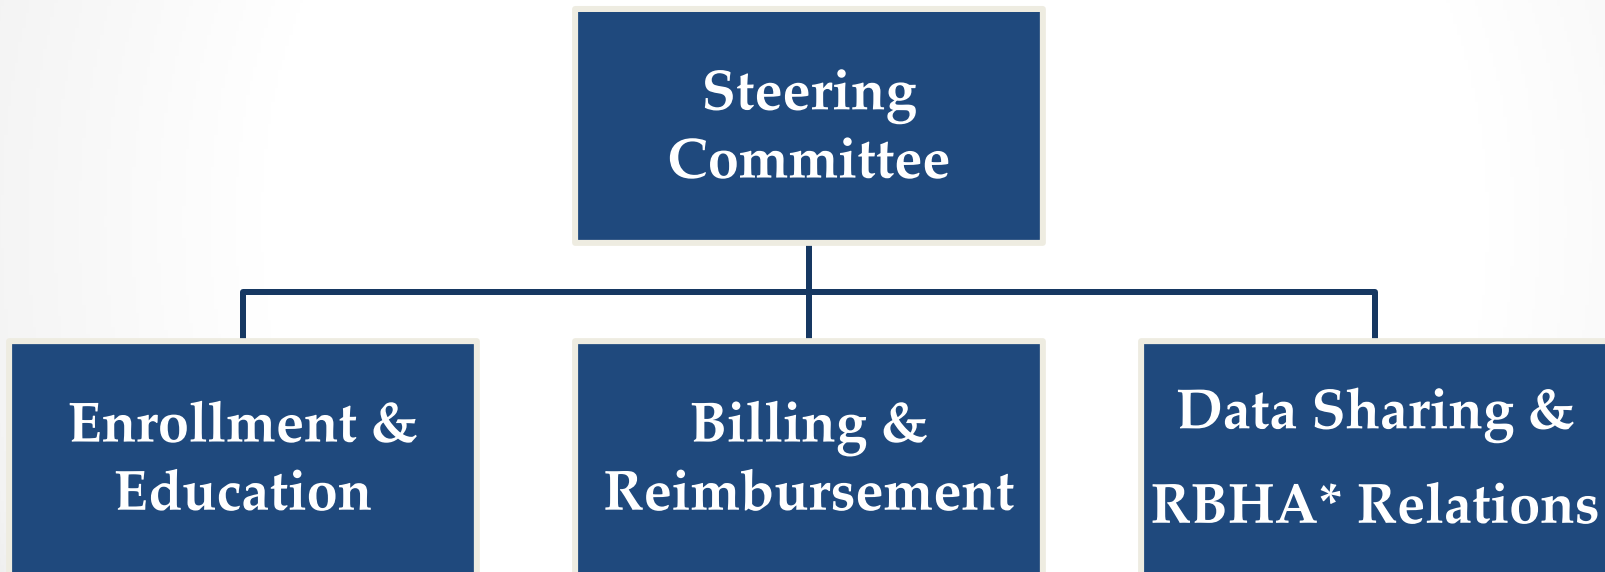 Steering
Committee
Enrollment &
Education
Billing &
Reimbursement
Data Sharing &
RBHA* Relations